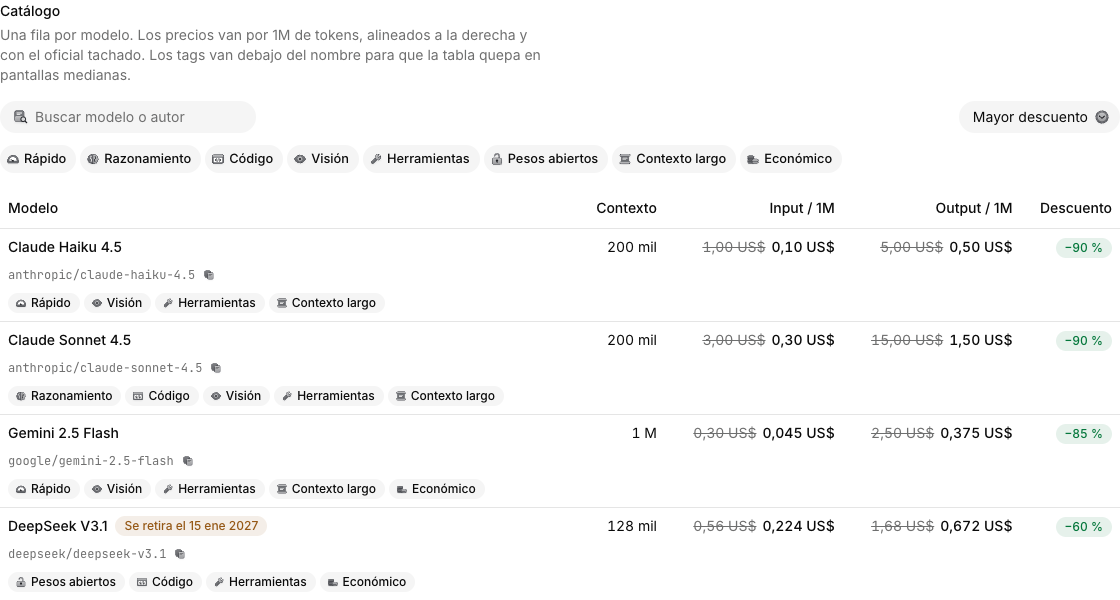 Catálogo
Una fila por modelo. Los precios van por 1M de tokens, alineados a la derecha y
con el oficial tachado. Los tags van debajo del nombre para que la tabla quepa en
pantallas medianas.
Buscar modelo o autor
Mayor descuento
Rápido Razonamiento Código Visión Herramientas Pesos abiertos Contexto largo Económico
Modelo Contexto Input / 1M Output / 1M Descuento
Claude Haiku 4.5 200 mil 1,00 US$ 0,10 US$ 5,00 US$ 0,50 US$ −90 %
anthropic/claude-haiku-4.5
Rápido Visión Herramientas Contexto largo
Claude Sonnet 4.5 200 mil 3,00 US$ 0,30 US$ 15,00 US$ 1,50 US$ −90 %
anthropic/claude-sonnet-4.5
Razonamiento Código Visión Herramientas Contexto largo
Gemini 2.5 Flash 1 M 0,30 US$ 0,045 US$ 2,50 US$ 0,375 US$ −85 %
google/gemini-2.5-flash
Rápido Visión Herramientas Contexto largo Económico
DeepSeek V3.1 Se retira el 15 ene 2027 128 mil 0,56 US$ 0,224 US$ 1,68 US$ 0,672 US$ −60 %
deepseek/deepseek-v3.1
Pesos abiertos Código Herramientas Económico